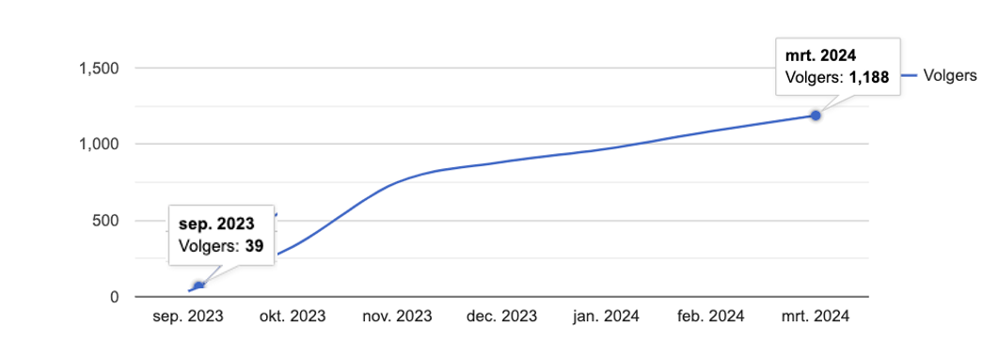 mrt. 2024
Volgers: 1,188
Volgers
1,500
1,000
500
0
sep. 2023
Volgers: 39
sep. 2023 okt. 2023 nov. 2023 dec. 2023 jan. 2024 feb. 2024 mrt. 2024